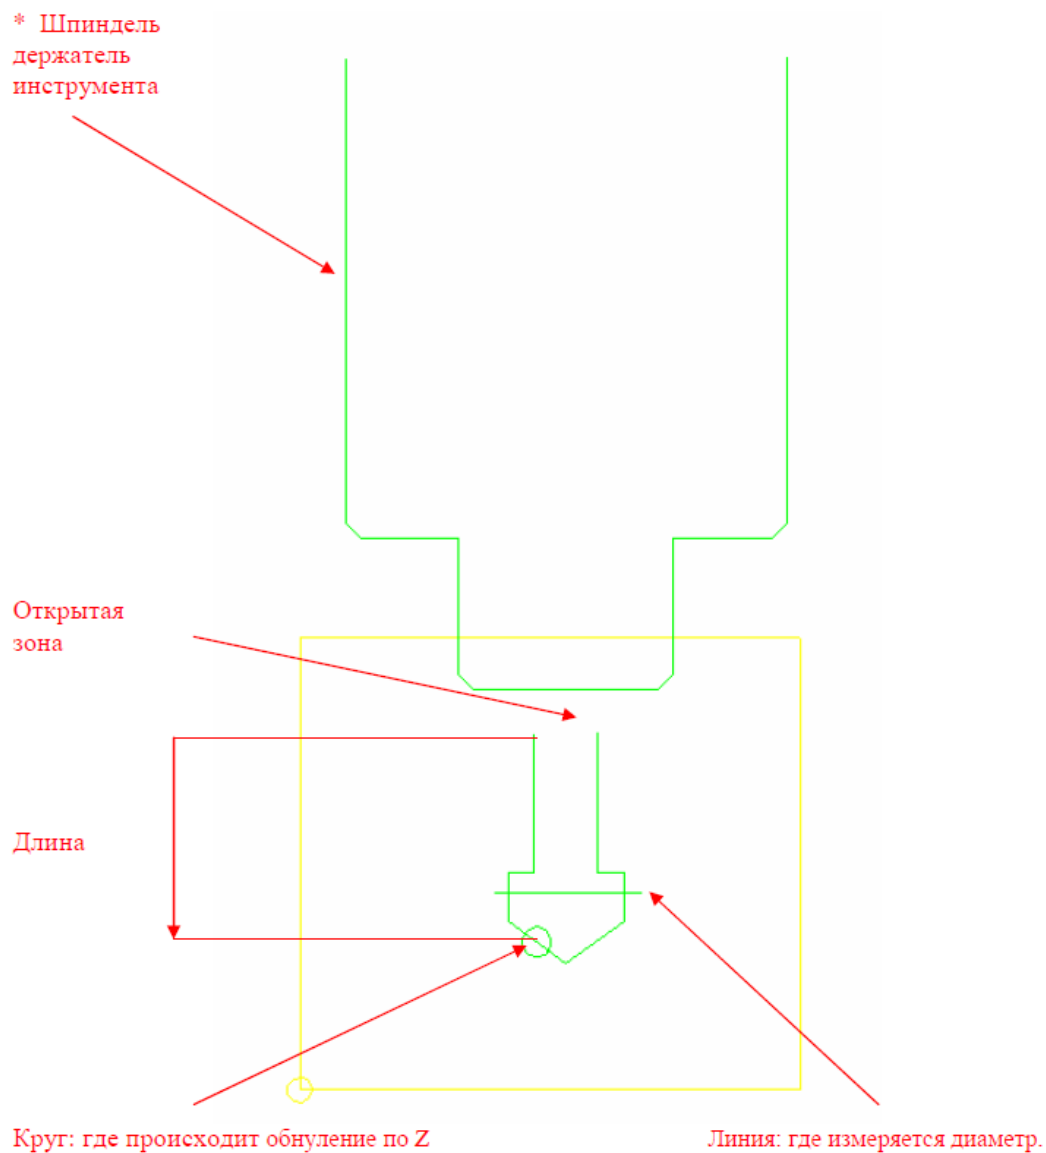 * Шпиндель
держатель
инструмента
Открытая
зона
Длина
Круг: где происходит обнуление по Z
Линия: где измеряется диаметр.